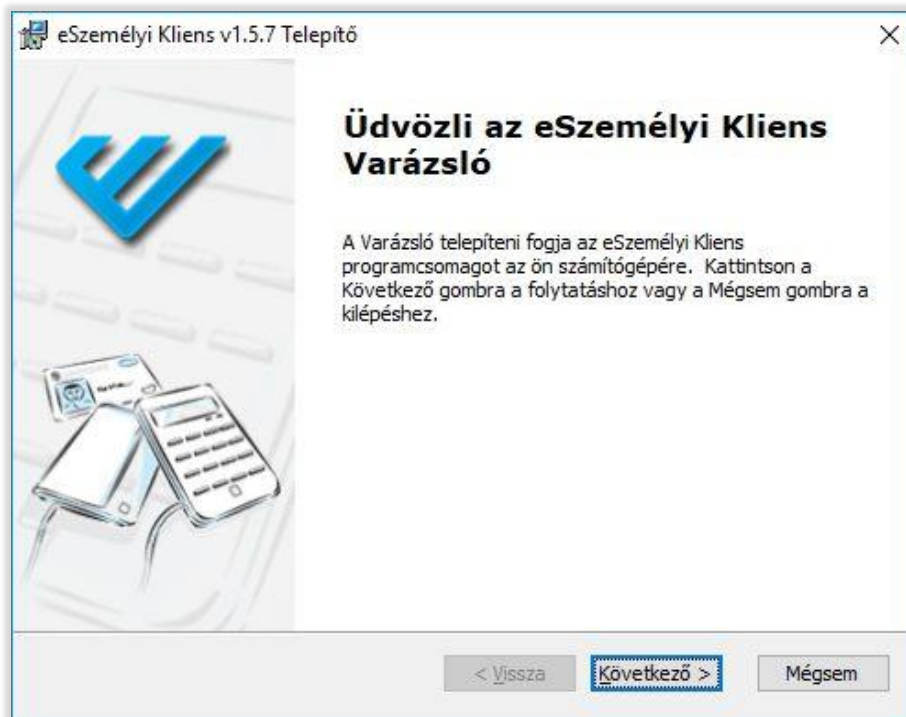 eSzemélyi Kliens v1.5.7 Telepítő
Üdvözli az eSzemélyi Kliens
Varázsló
A Varázsló telepíteni fogja az eSzemélyi Kliens
programcsomagot az ön számítógépére.  Kattintson a
Következő gombra a folytatáshoz vagy a Mégsem gombra a
kilépéshez.
< Vissza
Következő >
Mégsem